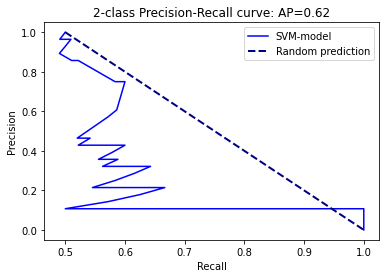 2-class Precision-Recall curve: AP=0.62
SVM-model
Random prediction
Precision
1.0
0.8
0.6
0.4
0.2
0.0
0.5
0.6
0.7
0.8
0.9
1.0
Recall